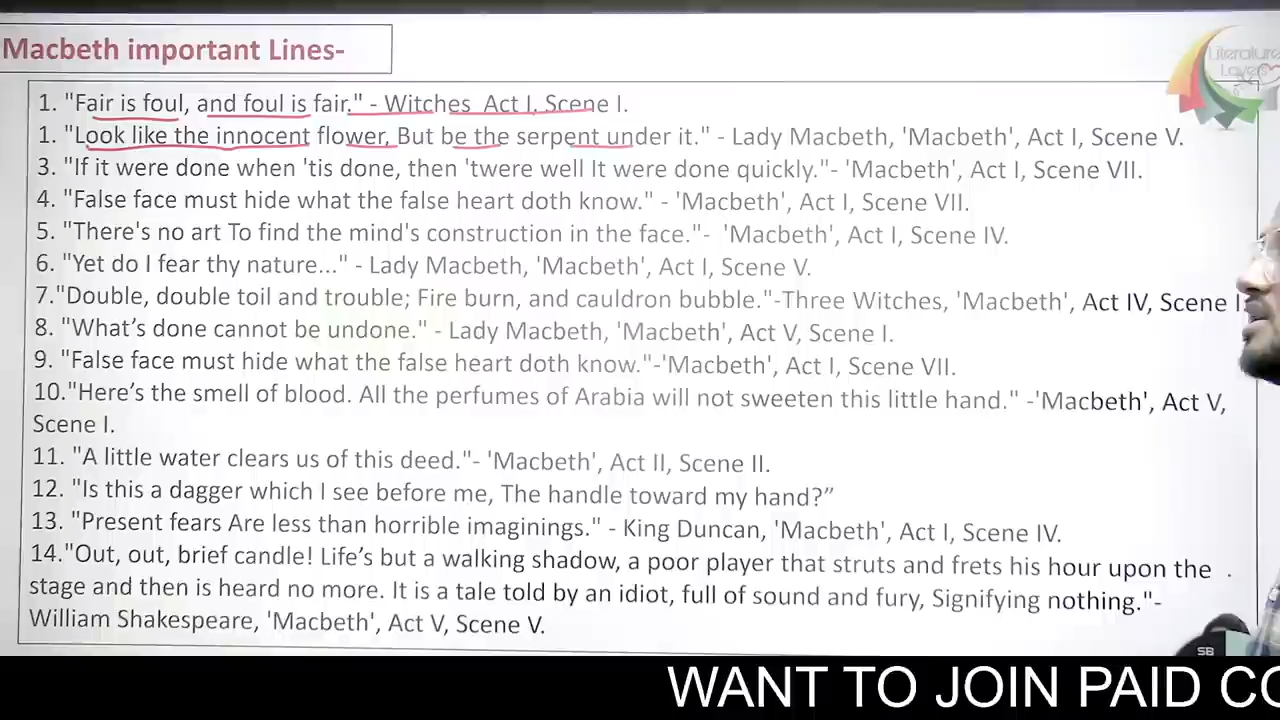 Macbeth important Lines-
Literature
Lovers
1. "Fair is foul, and foul is fair." - Witches Act I, Scene I.
1. "Look like the innocent flower, But be the serpent under it." - Lady Macbeth, 'Macbeth', Act I, Scene V.
3. "If it were done when 'tis done, then 'twere well It were done quickly."- 'Macbeth', Act I, Scene VII.
4. "False face must hide what the false heart doth know." - 'Macbeth', Act I, Scene VII.
5. "There's no art To find the mind's construction in the face."- 'Macbeth', Act I, Scene IV.
6. "Yet do I fear thy nature..." - Lady Macbeth, 'Macbeth', Act I, Scene V.
7."Double, double toil and trouble; Fire burn, and cauldron bubble."-Three Witches, 'Macbeth', Act IV, Scene I
8. "What’s done cannot be undone." - Lady Macbeth, 'Macbeth', Act V, Scene I.
9. "False face must hide what the false heart doth know."-'Macbeth', Act I, Scene VII.
10."Here’s the smell of blood. All the perfumes of Arabia will not sweeten this little hand." -'Macbeth', Act V,
Scene I.
11. "A little water clears us of this deed."- 'Macbeth', Act II, Scene II.
12. "Is this a dagger which I see before me, The handle toward my hand?”
13. "Present fears Are less than horrible imaginings." - King Duncan, 'Macbeth', Act I, Scene IV.
14."Out, out, brief candle! Life’s but a walking shadow, a poor player that struts and frets his hour upon the .
stage and then is heard no more. It is a tale told by an idiot, full of sound and fury, Signifying nothing."-
William Shakespeare, 'Macbeth', Act V, Scene V.
SB
WANT TO JOIN PAID CO